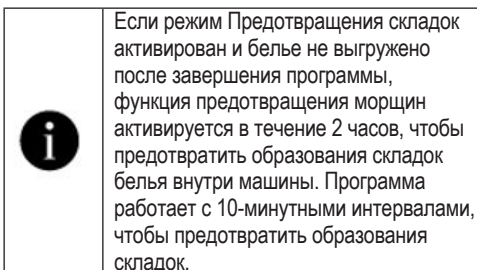 Если режим Предотвращения складок
активирован и белье не выгружено
после завершения программы,
функция предотвращения морщин
активируется в течение 2 часов, чтобы
предотвратить образования складок
белья внутри машины. Программа
работает с 10-минутными интервалами,
чтобы предотвратить образования
складок.